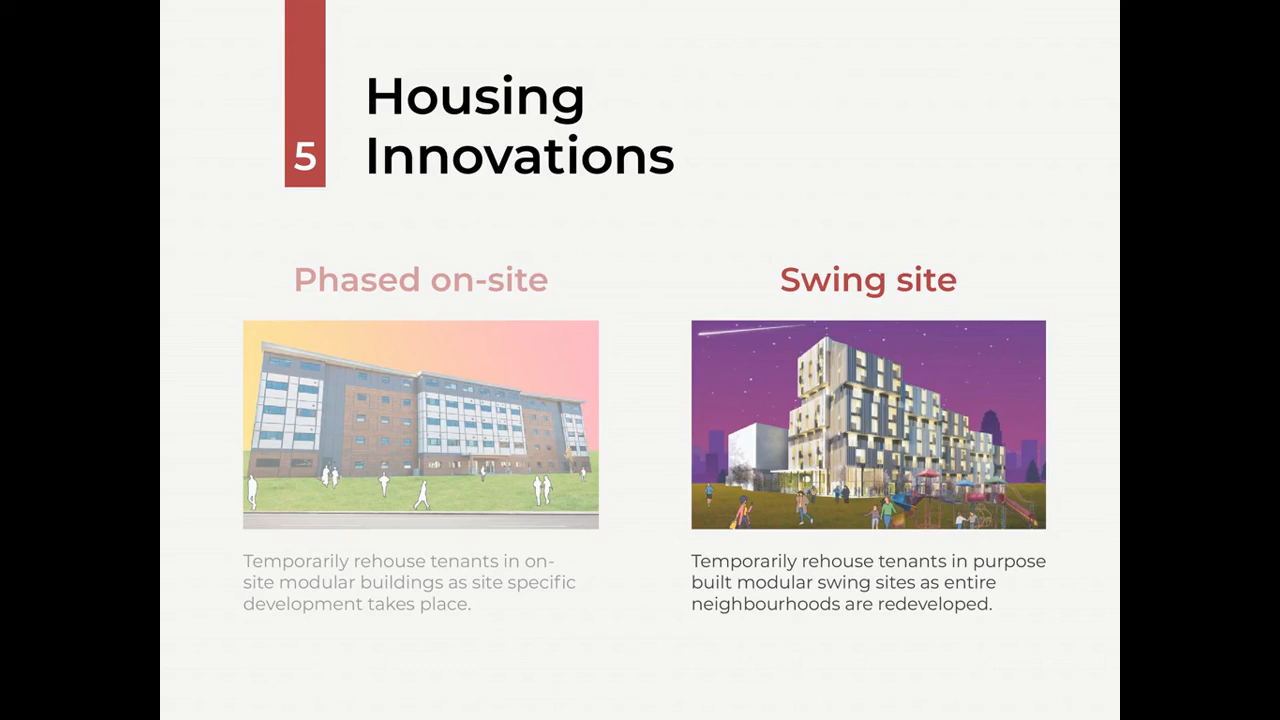 5
Housing
Innovations
Phased on-site
Swing site
Temporarily rehouse tenants in on-
site modular buildings as site specific
development takes place.
Temporarily rehouse tenants in purpose
built modular swing sites as entire
neighbourhoods are redeveloped.